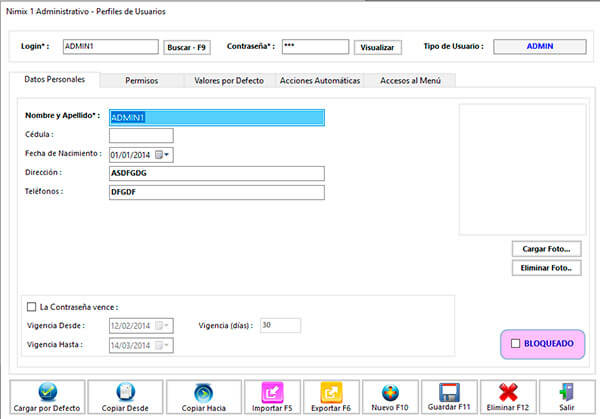 Nimix 1 Administrativo - Perfiles de Usuarios
Login* : ADMIN1 Buscar - F9 Contraseña* : *** Visualizar Tipo de Usuario : ADMIN
Datos Personales Permisos Valores por Defecto Acciones Automáticas Accesos al Menú
Nombre y Apellido* : ADMIN1
Cédula :
Fecha de Nacimiento : 01/01/2014
Dirección : ASDFGDG
Teléfonos : DFGDF
Cargar Foto...
Eliminar Foto..
La Contraseña vence :
Vigencia Desde : 12/02/2014 Vigencia (días) : 30
Vigencia Hasta : 14/03/2014
BLOQUEADO
Cargar por Defecto Copiar Desde Copiar Hacia Importar F5 Exportar F6 Nuevo F10 Guardar F11 Eliminar F12 Salir